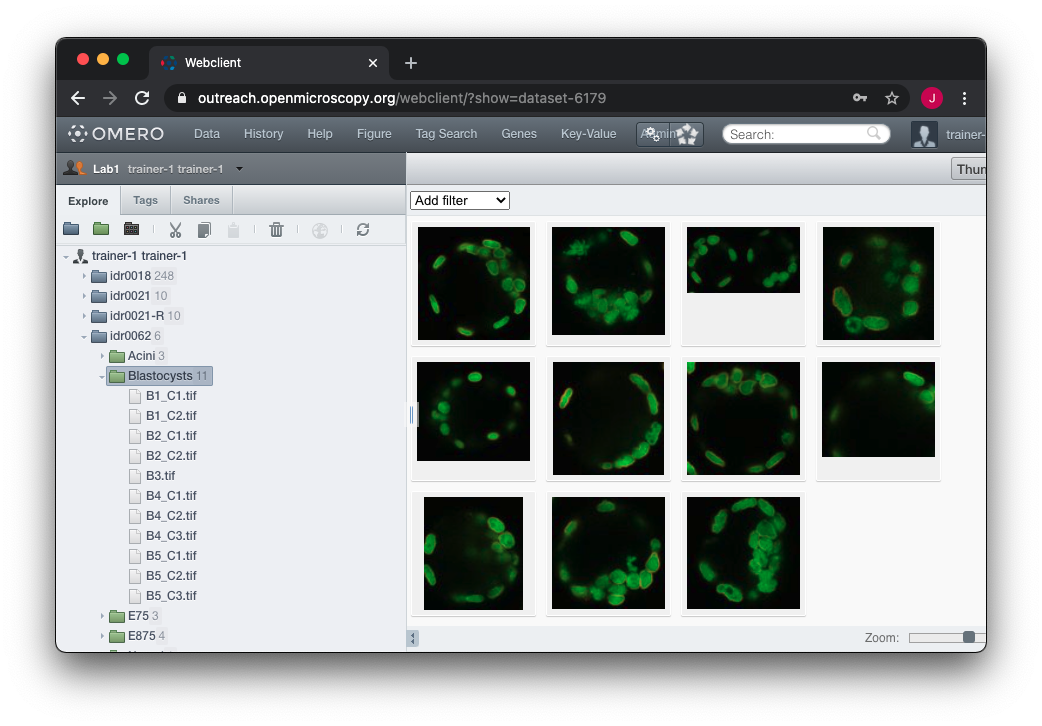 Webclient
outreach.openmicroscopy.org/webclient/?show=dataset-6179
J
OMERO Data History Help Figure Tag Search Genes Key-Value Admin Search: trainer-
Lab1 trainer-1 trainer-1
Thun
Explore Tags Shares
Add filter
trainer-1 trainer-1
idr0018 248
idr0021 10
idr0021-R 10
idr0062 6
Acini 3
Blastocysts 11
B1_C1.tif
B1_C2.tif
B2_C1.tif
B2_C2.tif
B3.tif
B4_C1.tif
B4_C2.tif
B4_C3.tif
B5_C1.tif
B5_C2.tif
B5_C3.tif
E75 3
E875 4
Zoom: